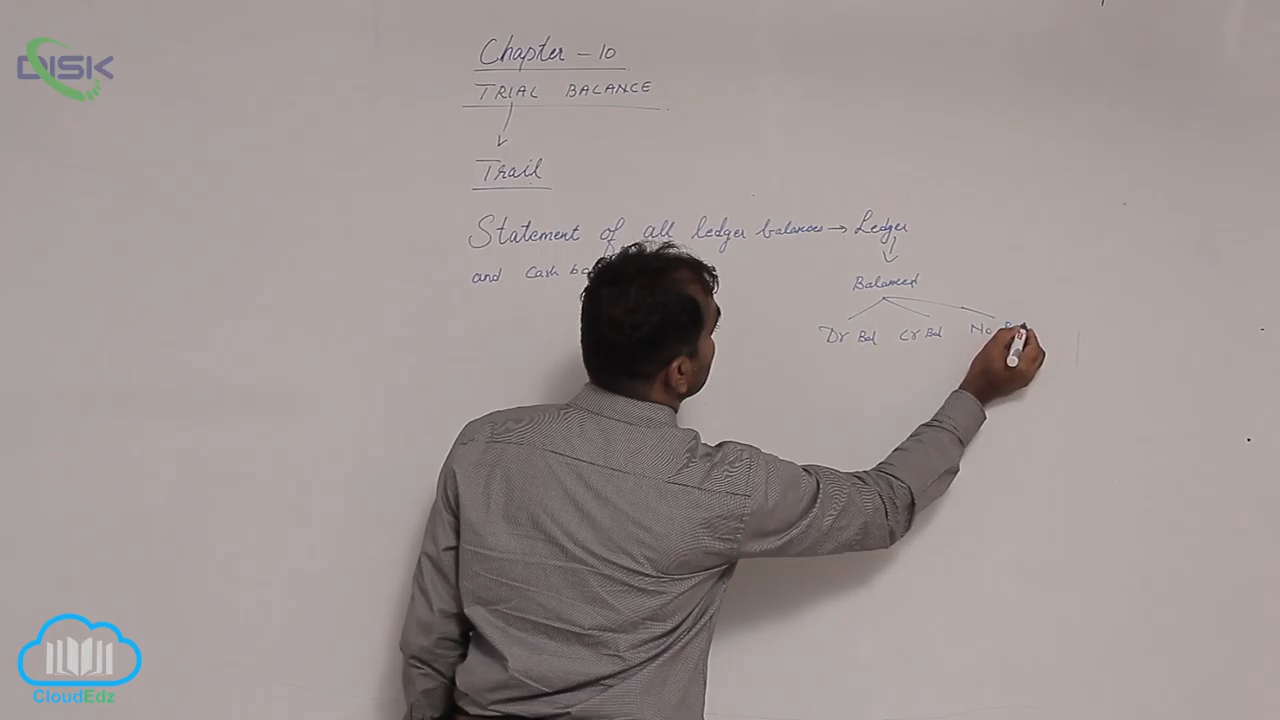 DISK
Chapter - 10
TRIAL BALANCE
Trail
Statement of all ledger balances → Ledger
and Cash
Balanced
Dr Bal Cr Bal No
CloudEdz